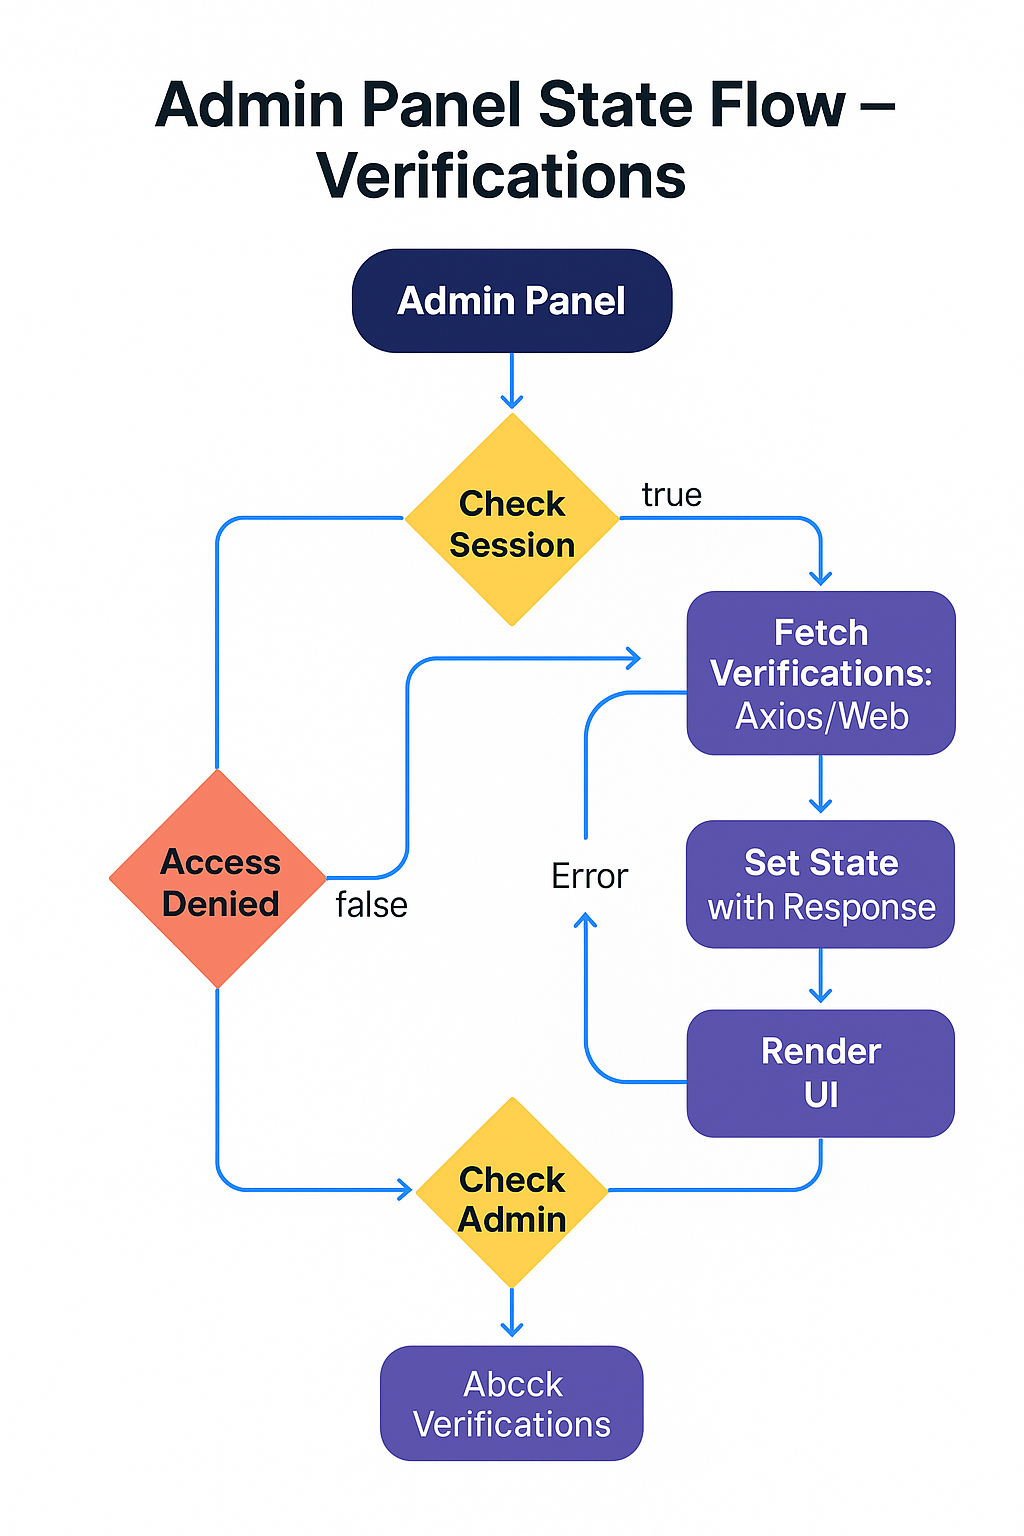 Admin Panel State Flow –
Verifications
Admin Panel
Check
Session
true
Fetch
Verifications:
Axios/Web
Access
Denied
false
Error
Set State
with Response
Render
UI
Check
Admin
Abcck
Verifications